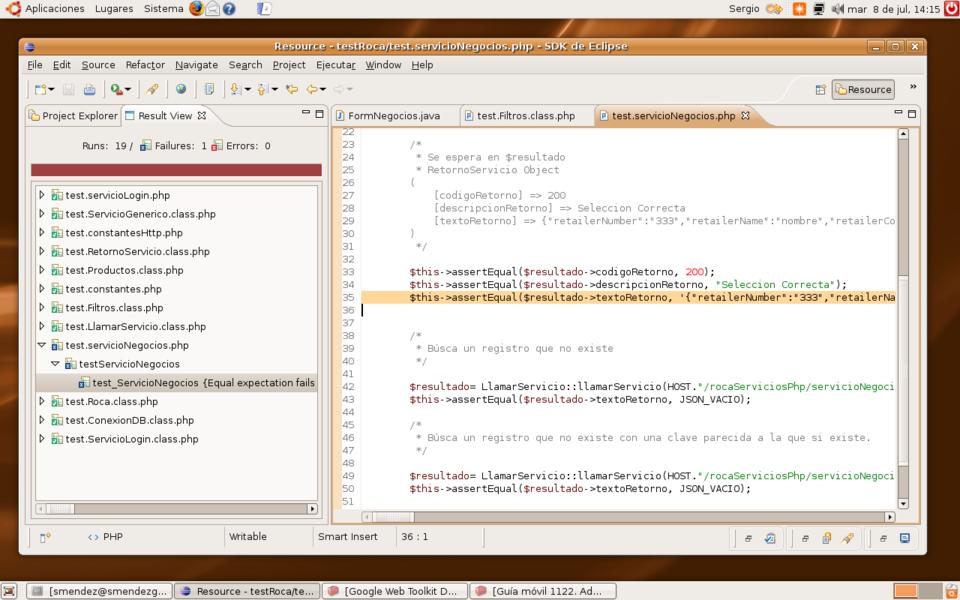 Aplicaciones Lugares Sistema Sergio mar 8 de jul, 14:15
Resource - testRoca/test.servicioNegocios.php - SDK de Eclipse
File Edit Source Refactor Navigate Search Project Ejecutar Window Help
Resource »
Project Explorer Result View
Runs: 19 / Failures: 1 Errors: 0
test.servicioLogin.php
test.ServicioGenerico.class.php
test.constantesHttp.php
test.RetornoServicio.class.php
test.Productos.class.php
test.constantes.php
test.Filtros.class.php
test.LlamarServicio.class.php
test.servicioNegocios.php
testServicioNegocios
test_ServicioNegocios {Equal expectation fails
test.Roca.class.php
test.ConexionDB.class.php
test.ServicioLogin.class.php
FormNegocios.java test.Filtros.class.php test.servicioNegocios.php
22
23 /*
24 * Se espera en $resultado
25 * RetornoServicio Object
26 (
27 [codigoRetorno] => 200
28 [descripcionRetorno] => Seleccion Correcta
29 [textoRetorno] => {"retailerNumber":"333","retailerName":"nombre","retailerCo
30 )
31 */
32
33 $this->assertEqual($resultado->codigoRetorno, 200);
34 $this->assertEqual($resultado->descripcionRetorno, "Seleccion Correcta");
35 $this->assertEqual($resultado->textoRetorno, '{"retailerNumber":"333","retailerNa
36
37
38 /*
39 * Búsca un registro que no existe
40 */
41
42 $resultado= LlamarServicio::llamarServicio(HOST."/rocaServiciosPhp/servicioNegoci
43 $this->assertEqual($resultado->textoRetorno, JSON_VACIO);
44
45 /*
46 * Búsca un registro que no existe con una clave parecida a la que si existe.
47 */
48
49 $resultado= LlamarServicio::llamarServicio(HOST."/rocaServiciosPhp/servicioNegoci
50 $this->assertEqual($resultado->textoRetorno, JSON_VACIO);
51
<> PHP Writable Smart Insert 36 : 1
[smendez@smendezg... Resource - testRoca/te... [Google Web Toolkit D... [Guía móvil 1122. Ad...